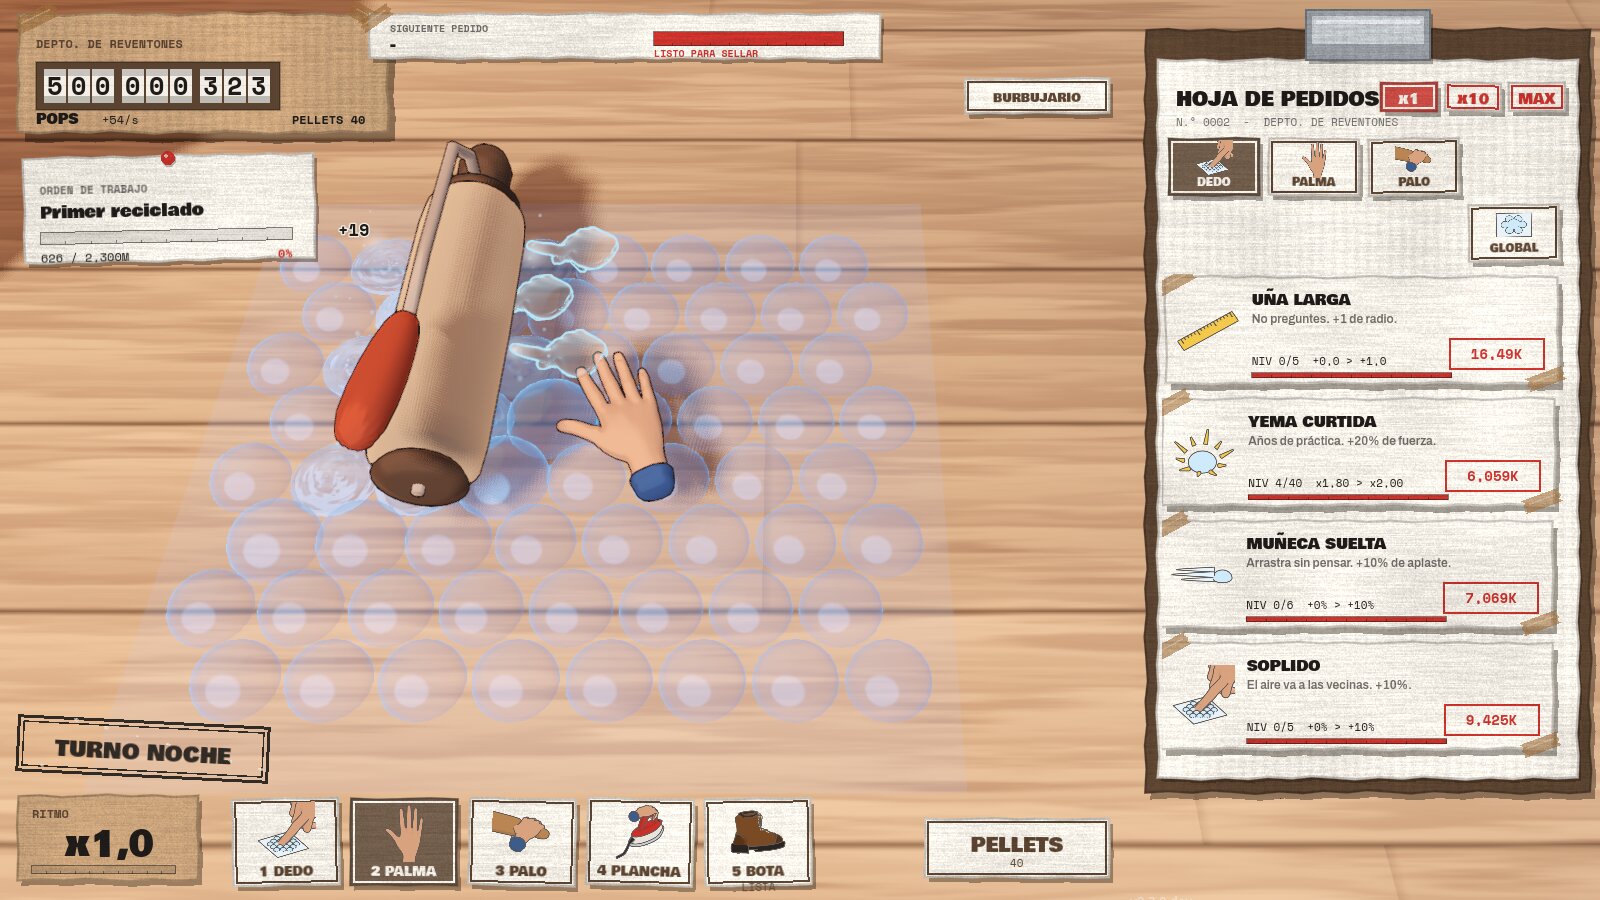 DEPTO. DE REVENTONES
500 000 323
POPS +54/s PELLETS 40
SIGUIENTE PEDIDO
-
LISTO PARA SELLAR
BURBUJARIO
ORDEN DE TRABAJO
Primer reciclado
626 / 2,300M 0%
+19
HOJA DE PEDIDOS x1 x10 MAX
N.° 0002 - DEPTO. DE REVENTONES
DEDO PALMA PALO
GLOBAL
UÑA LARGA
No preguntes. +1 de radio.
NIV 0/5 +0,0 > +1,0
16,49K
YEMA CURTIDA
Años de práctica. +20% de fuerza.
NIV 4/40 x1,80 > x2,00
6,059K
MUÑECA SUELTA
Arrastra sin pensar. +10% de aplaste.
NIV 0/6 +0% > +10%
7,069K
SOPLIDO
El aire va a las vecinas. +10%.
NIV 0/5 +0% > +10%
9,425K
TURNO NOCHE
RITMO
x1,0
1 DEDO
2 PALMA
3 PALO
4 PLANCHA
5 BOTA
LISTA
PELLETS
40